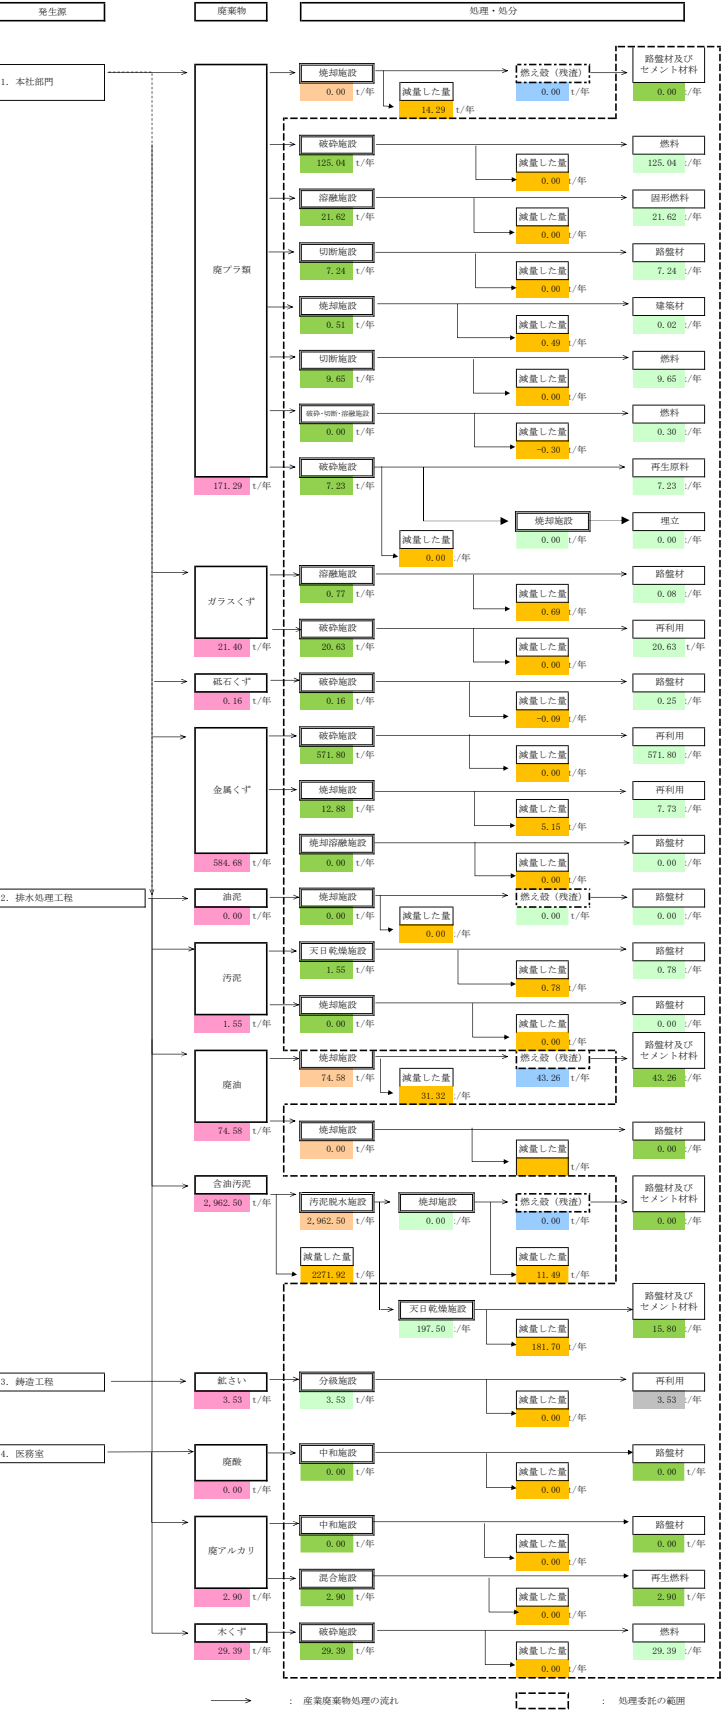 発生源 廃棄物 処理・処分
1. 本社部門
焼却施設 燃え殻（残渣） 路盤材及び
セメント材料
0.00 t/年 減量した量 0.00 t/年 0.00 t/年
14.29 t/年
破砕施設 燃料
125.04 t/年 減量した量 125.04 t/年
0.00 t/年
溶融施設 固形燃料
21.62 t/年 減量した量 21.62 t/年
0.00 t/年
切断施設 路盤材
廃プラ類
7.24 t/年 減量した量 7.24 t/年
0.00 t/年
焼却施設 建築材
0.51 t/年 減量した量 0.02 t/年
0.49 t/年
切断施設 燃料
9.65 t/年 減量した量 9.65 t/年
0.00 t/年
破砕・切断・溶融施設 燃料
0.00 t/年 減量した量 0.30 t/年
-0.30 t/年
破砕施設 再生原料
171.29 t/年 7.23 t/年 7.23 t/年
焼却施設 埋立
減量した量 0.00 t/年 0.00 t/年
0.00 t/年
溶融施設 路盤材
0.77 t/年 減量した量 0.08 t/年
ガラスくず 0.69 t/年
破砕施設 再利用
21.40 t/年 20.63 t/年 減量した量 20.63 t/年
0.00 t/年
砥石くず 破砕施設 路盤材
0.16 t/年 0.16 t/年 減量した量 0.25 t/年
-0.09 t/年
破砕施設 再利用
571.80 t/年 減量した量 571.80 t/年
0.00 t/年
金属くず 焼却施設 再利用
12.88 t/年 減量した量 7.73 t/年
5.15 t/年
焼却溶融施設 路盤材
584.68 t/年 0.00 t/年 減量した量 0.00 t/年
0.00 t/年
2. 排水処理工程 油泥 焼却施設 燃え殻（残渣） 路盤材
0.00 t/年 0.00 t/年 減量した量 0.00 t/年 0.00 t/年
0.00 t/年
天日乾燥施設 路盤材
汚泥 1.55 t/年 減量した量 0.78 t/年
0.78 t/年
焼却施設 路盤材
1.55 t/年 0.00 t/年 減量した量 0.00 t/年
0.00 t/年
路盤材及び
セメント材料
焼却施設 燃え殻（残渣）
廃油 74.58 t/年 減量した量 43.26 t/年 43.26 t/年
31.32 t/年
焼却施設 路盤材
74.58 t/年 0.00 t/年 減量した量 0.00 t/年
t/年
含油汚泥 路盤材及び
セメント材料
汚泥脱水施設 焼却施設 燃え殻（残渣）
2,962.50 t/年 2,962.50 t/年 0.00 t/年 0.00 t/年 0.00 t/年
減量した量 減量した量
2271.92 t/年 11.49 t/年
天日乾燥施設 路盤材及び
セメント材料
197.50 t/年 減量した量 15.80 t/年
181.70 t/年
3. 鋳造工程 鉱さい 分級施設 再利用
3.53 t/年 3.53 t/年 減量した量 3.53 t/年
0.00 t/年
4. 医務室 廃酸 中和施設 路盤材
0.00 t/年 減量した量 0.00 t/年
0.00 t/年 0.00 t/年
中和施設 路盤材
0.00 t/年 減量した量 0.00 t/年
廃アルカリ 0.00 t/年
混合施設 再生燃料
2.90 t/年 2.90 t/年 減量した量 2.90 t/年
0.00 t/年
木くず 破砕施設 燃料
29.39 t/年 29.39 t/年 減量した量 29.39 t/年
0.00 t/年
： 産業廃棄物処理の流れ ： 処理委託の範囲